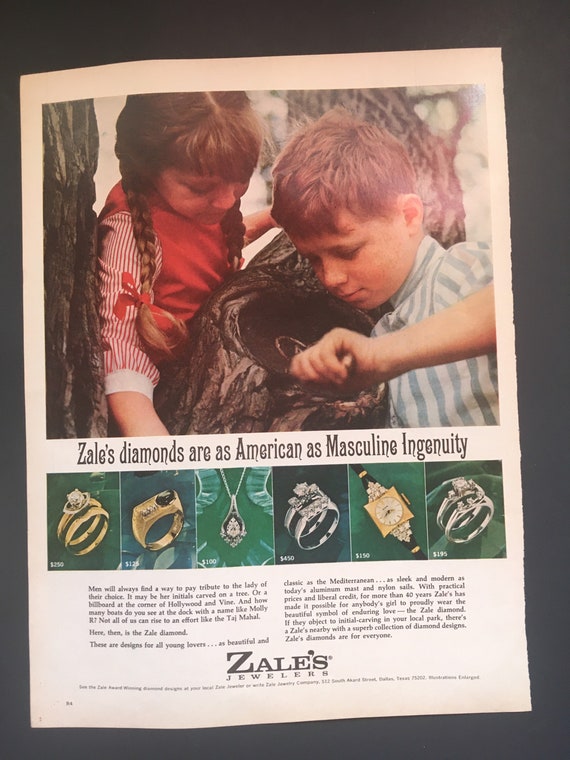 Zale's diamonds are as American as Masculine Ingenuity
$250
$125
$100
$450
$150
$195
Men will always find a way to pay tribute to the lady of
their choice. It may be her initials carved on a tree. Or a
billboard at the corner of Hollywood and Vine. And how
many boats do you see at the dock with a name like Molly
R? Not all of us can rise to an effort like the Taj Mahal.
Here, then, is the Zale diamond.
These are designs for all young lovers . . . as beautiful and
classic as the Mediterranean . . . as sleek and modern as
today's aluminum mast and nylon sails. With practical
prices and liberal credit, for more than 40 years Zale's has
made it possible for anybody's girl to proudly wear the
beautiful symbol of enduring love — the Zale diamond.
If they object to initial-carving in your local park, there's
a Zale's nearby with a superb collection of diamond designs.
Zale's diamonds are for everyone.
ZALE'S
JEWELERS
See the Zale Award-Winning diamond designs at your local Zale Jeweler or write Zale Jewelry Company, 512 South Akard Street, Dallas, Texas 75202. Illustrations Enlarged.
94